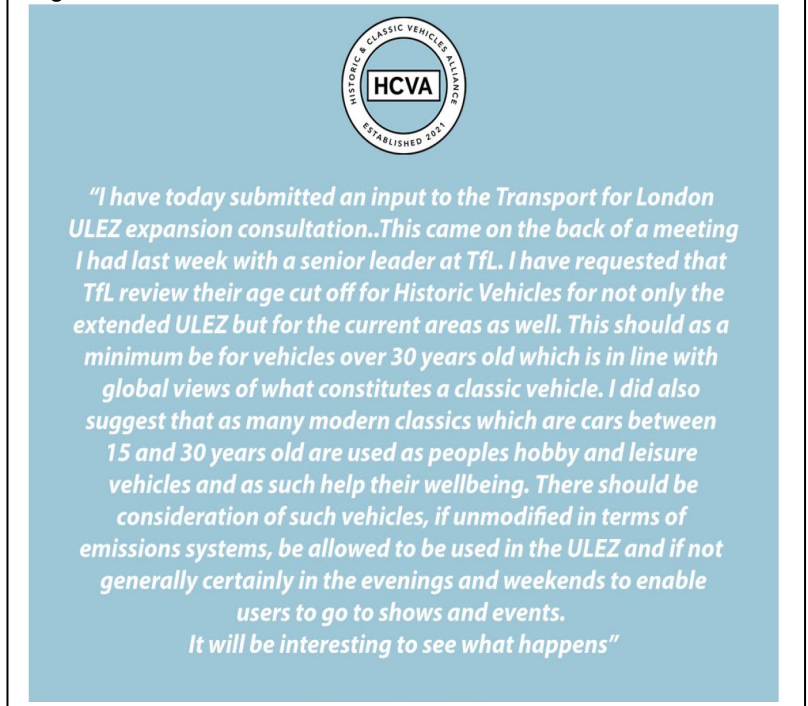 HISTORIC & CLASSIC VEHICLES ALLIANCE
HCVA
ESTABLISHED 2021
“I have today submitted an input to the Transport for London
ULEZ expansion consultation..This came on the back of a meeting
I had last week with a senior leader at TfL. I have requested that
TfL review their age cut off for Historic Vehicles for not only the
extended ULEZ but for the current areas as well. This should as a
minimum be for vehicles over 30 years old which is in line with
global views of what constitutes a classic vehicle. I did also
suggest that as many modern classics which are cars between
15 and 30 years old are used as peoples hobby and leisure
vehicles and as such help their wellbeing. There should be
consideration of such vehicles, if unmodified in terms of
emissions systems, be allowed to be used in the ULEZ and if not
generally certainly in the evenings and weekends to enable
users to go to shows and events.
It will be interesting to see what happens”